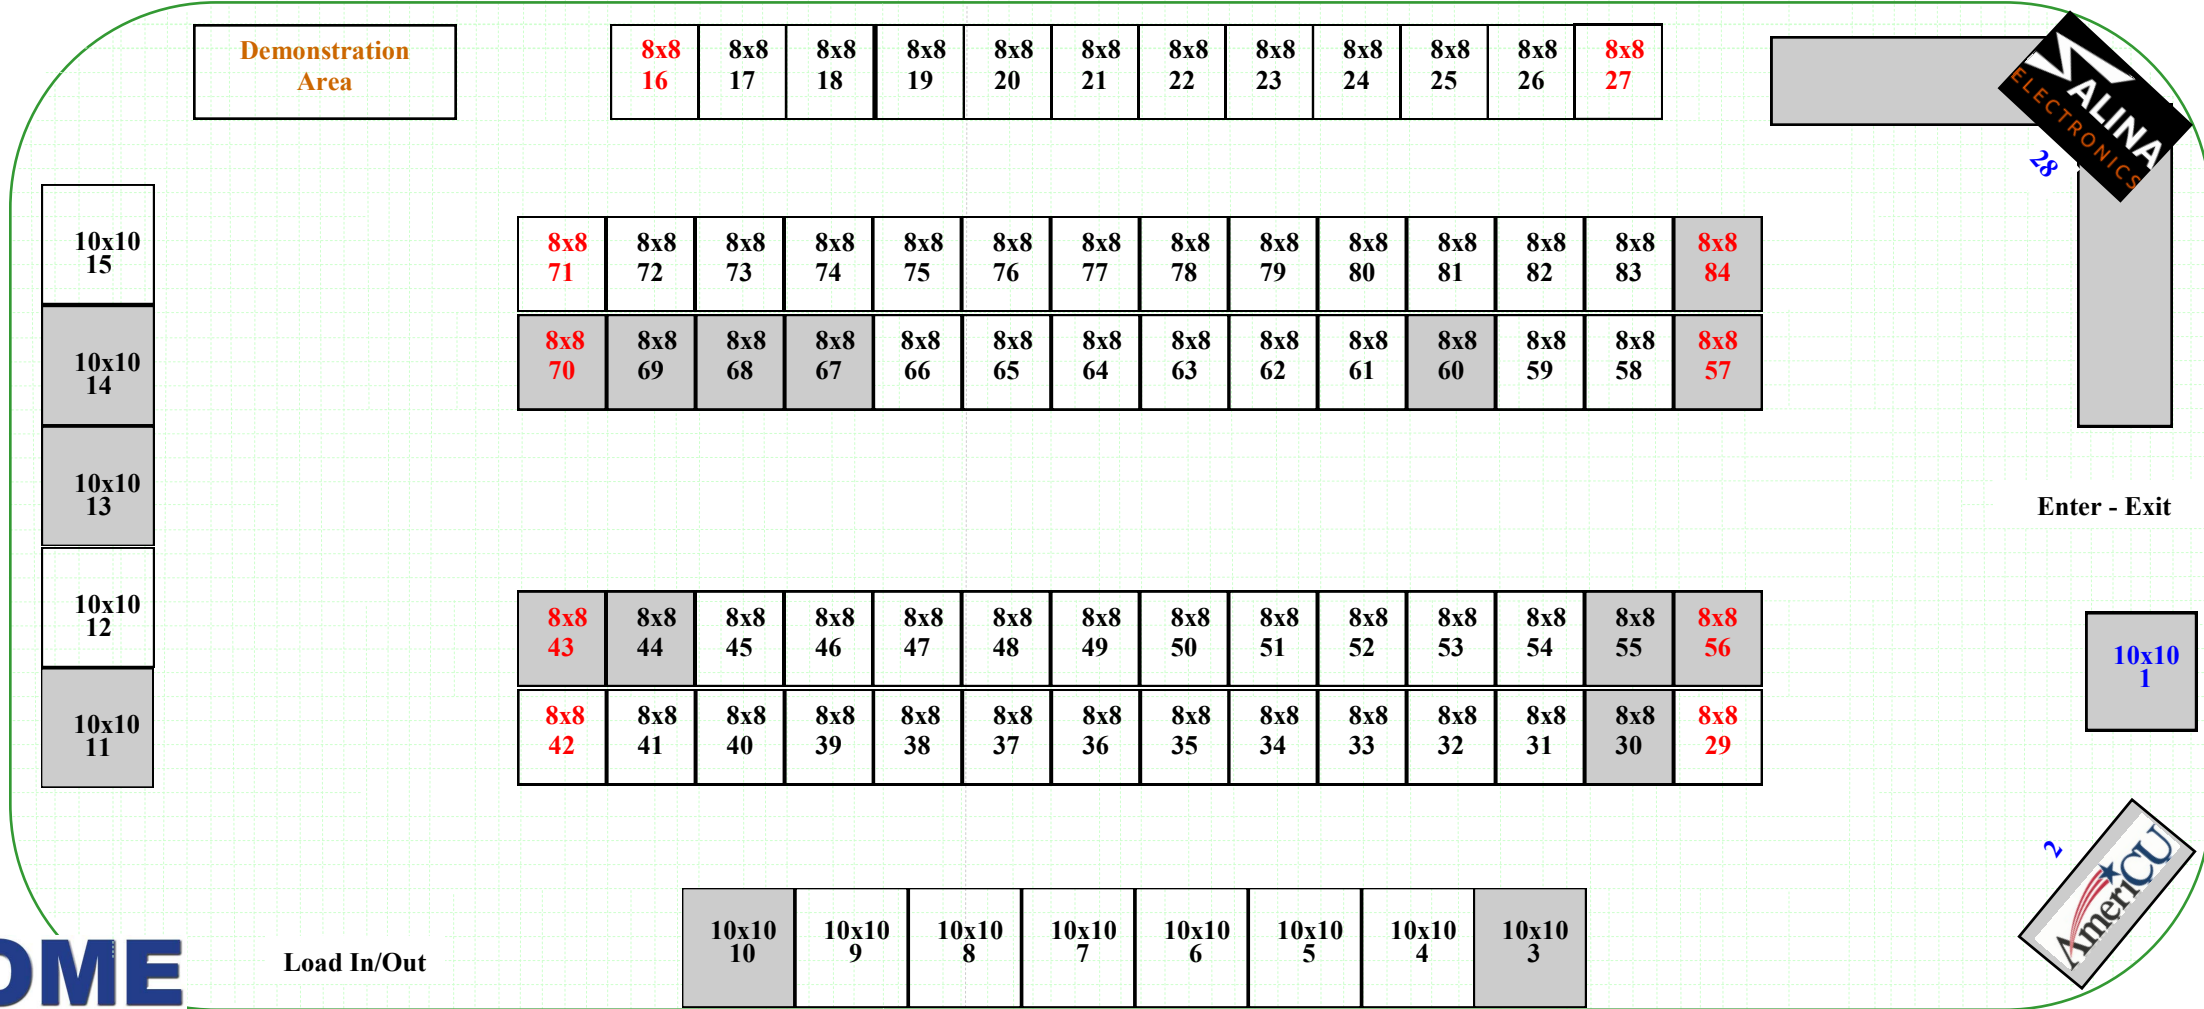 Demonstration
Area
8x8 8x8 8x8 8x8 8x8 8x8 8x8 8x8 8x8 8x8 8x8 8x8
16 17 18 19 20 21 22 23 24 25 26 27
SALINA
ELECTRONICS
28
10x10
15
10x10
14
10x10
13
10x10
12
10x10
11
8x8 8x8 8x8 8x8 8x8 8x8 8x8 8x8 8x8 8x8 8x8 8x8 8x8 8x8
71 72 73 74 75 76 77 78 79 80 81 82 83 84
8x8 8x8 8x8 8x8 8x8 8x8 8x8 8x8 8x8 8x8 8x8 8x8 8x8 8x8
70 69 68 67 66 65 64 63 62 61 60 59 58 57
Enter - Exit
8x8 8x8 8x8 8x8 8x8 8x8 8x8 8x8 8x8 8x8 8x8 8x8 8x8 8x8
43 44 45 46 47 48 49 50 51 52 53 54 55 56
8x8 8x8 8x8 8x8 8x8 8x8 8x8 8x8 8x8 8x8 8x8 8x8 8x8 8x8
42 41 40 39 38 37 36 35 34 33 32 31 30 29
10x10
1
2
AmeriCU
10x10 10x10 10x10 10x10 10x10 10x10 10x10 10x10
10 9 8 7 6 5 4 3
Load In/Out
OME